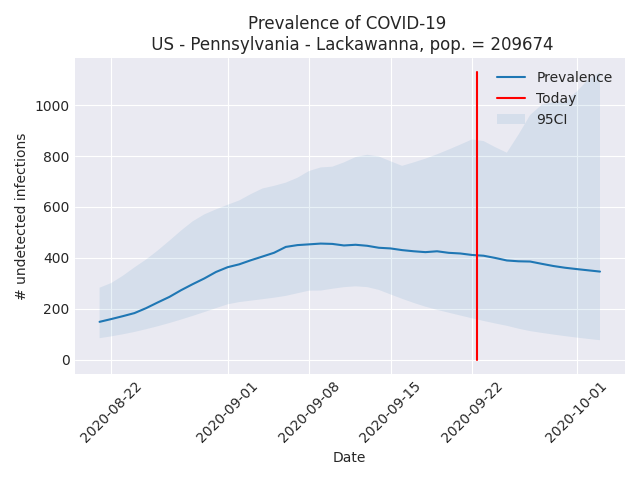 Prevalence of COVID-19
US - Pennsylvania - Lackawanna, pop. = 209674
Prevalence
Today
95CI
# undetected infections
1000
800
600
400
200
0
2020-08-22
2020-09-01
2020-09-08
2020-09-15
2020-09-22
2020-10-01
Date